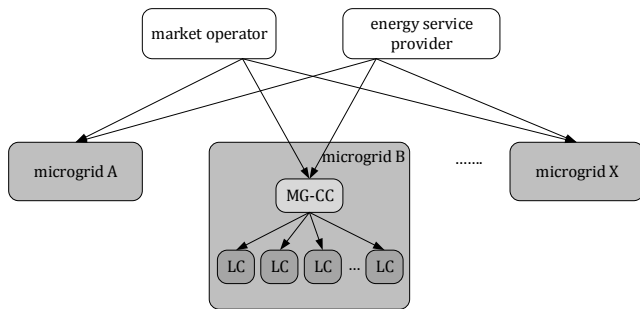 market operator
energy service
provider
microgrid A
microgrid B
.......
microgrid X
MG-CC
LC
LC
LC
...
LC